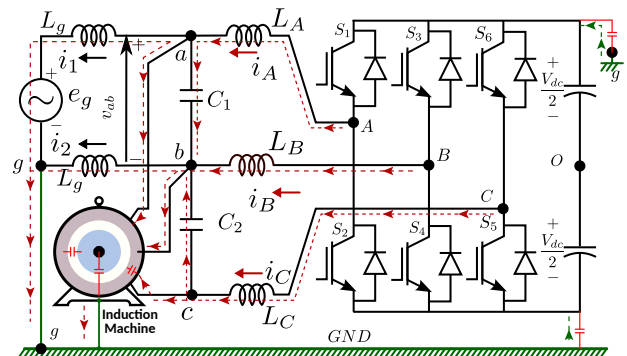 L_g
L_A
S_1
S_3
S_6
i_1
a
i_A
+
g
+
e_g
v_ab
C_1
+
V_dc/2
−
A
−
i_2
b
L_B
B
O
g
L_g
−
i_B
C
C_2
S_2
S_4
S_5
+
V_dc/2
−
i_C
c
L_C
Induction
Machine
g
GND